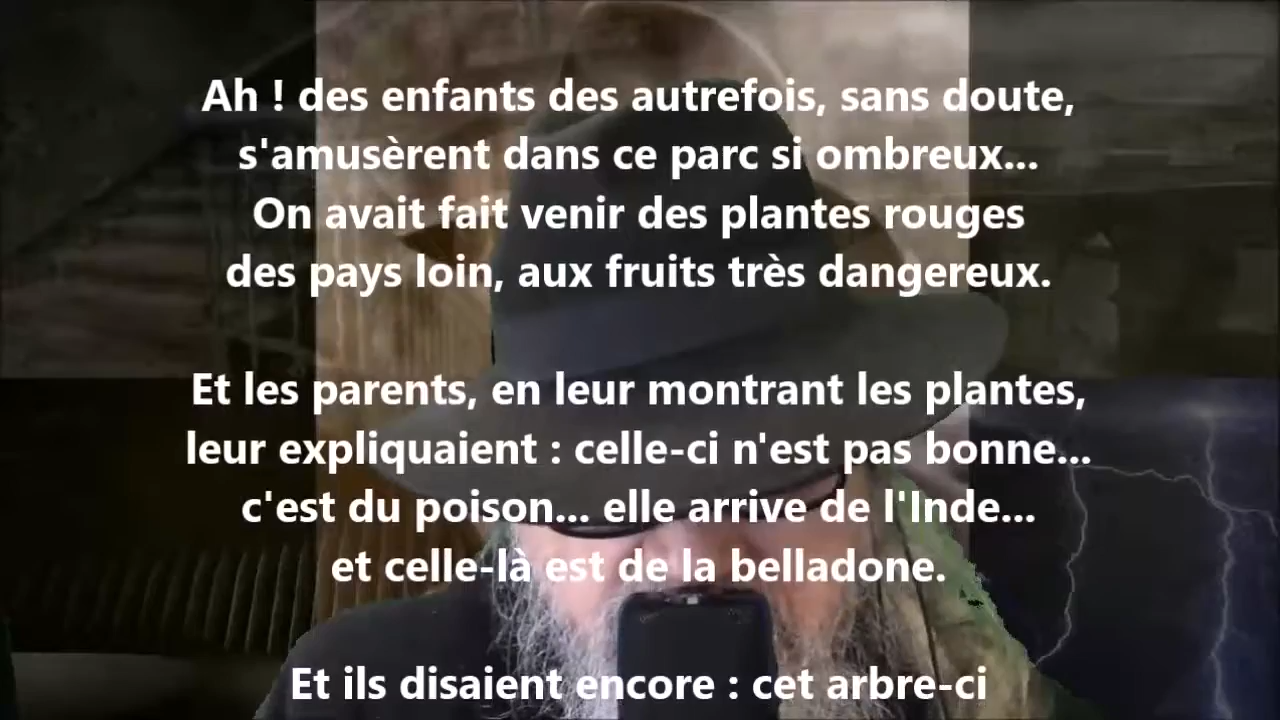 Ah ! des enfants des autrefois, sans doute,
s'amusèrent dans ce parc si ombreux...
On avait fait venir des plantes rouges
des pays loin, aux fruits très dangereux.
Et les parents, en leur montrant les plantes,
leur expliquaient : celle-ci n'est pas bonne...
c'est du poison... elle arrive de l'Inde...
et celle-là est de la belladone.
Et ils disaient encore : cet arbre-ci